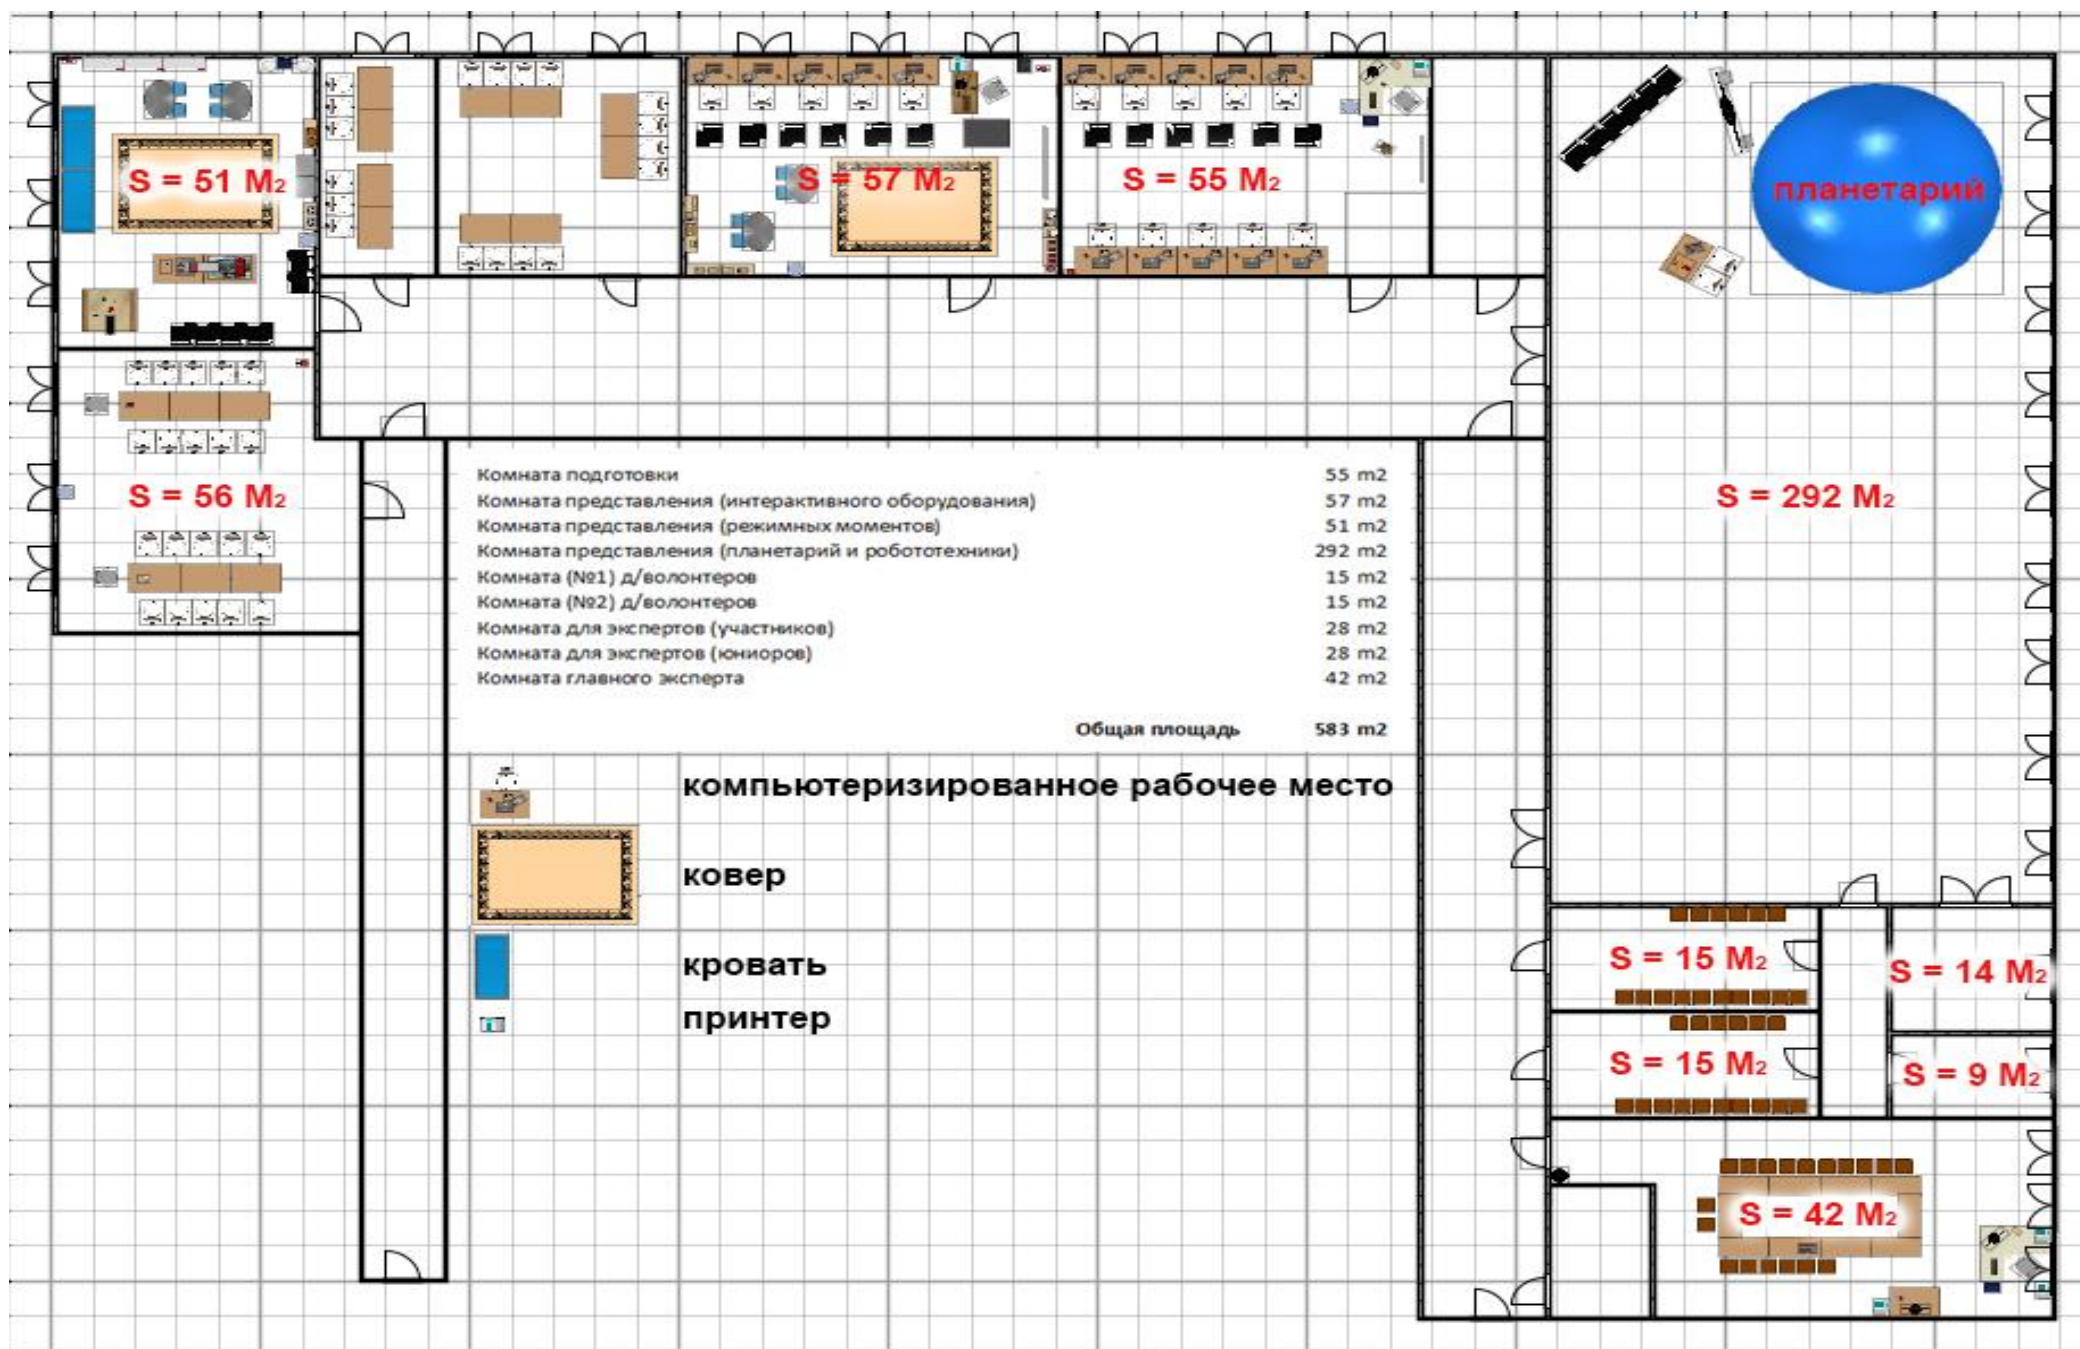 S = 51 М2
S = 57 М2
S = 55 М2
планетарий
S = 56 М2
S = 292 М2
Комната подготовки 55 m2
Комната представления (интерактивного оборудования) 57 m2
Комната представления (режимных моментов) 51 m2
Комната представления (планетарий и робототехники) 292 m2
Комната (№1) д/волонтеров 15 m2
Комната (№2) д/волонтеров 15 m2
Комната для экспертов (участников) 28 m2
Комната для экспертов (юниоров) 28 m2
Комната главного эксперта 42 m2
Общая площадь 583 m2
компьютеризированное рабочее место
ковер
кровать
принтер
S = 15 М2
S = 14 М2
S = 15 М2
S = 9 М2
S = 42 М2